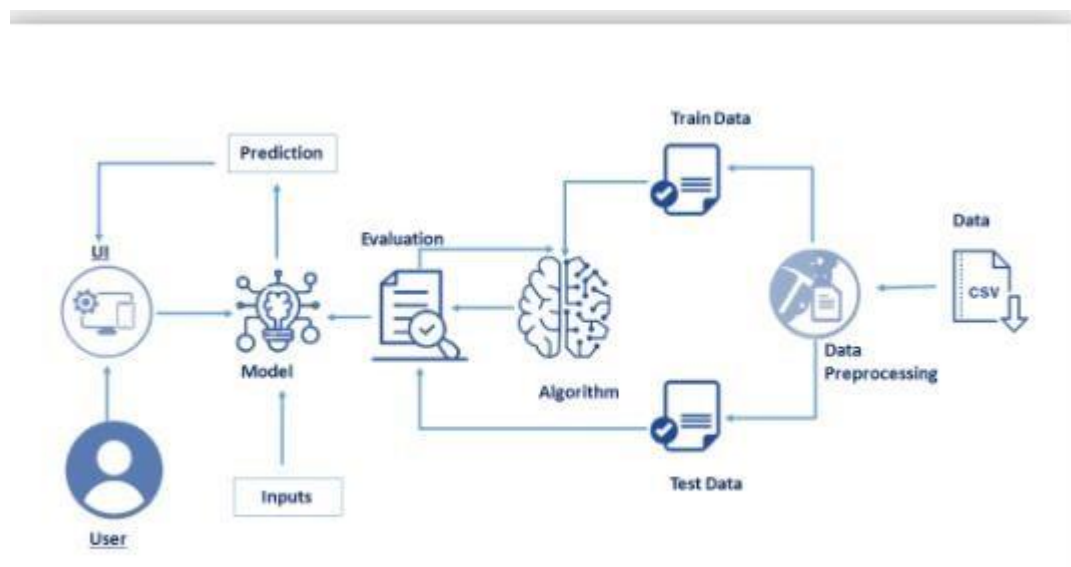 Train Data
Prediction
Data
UI
Evaluation
CSV
Data
Preprocessing
Model
Algorithm
Inputs
Test Data
User